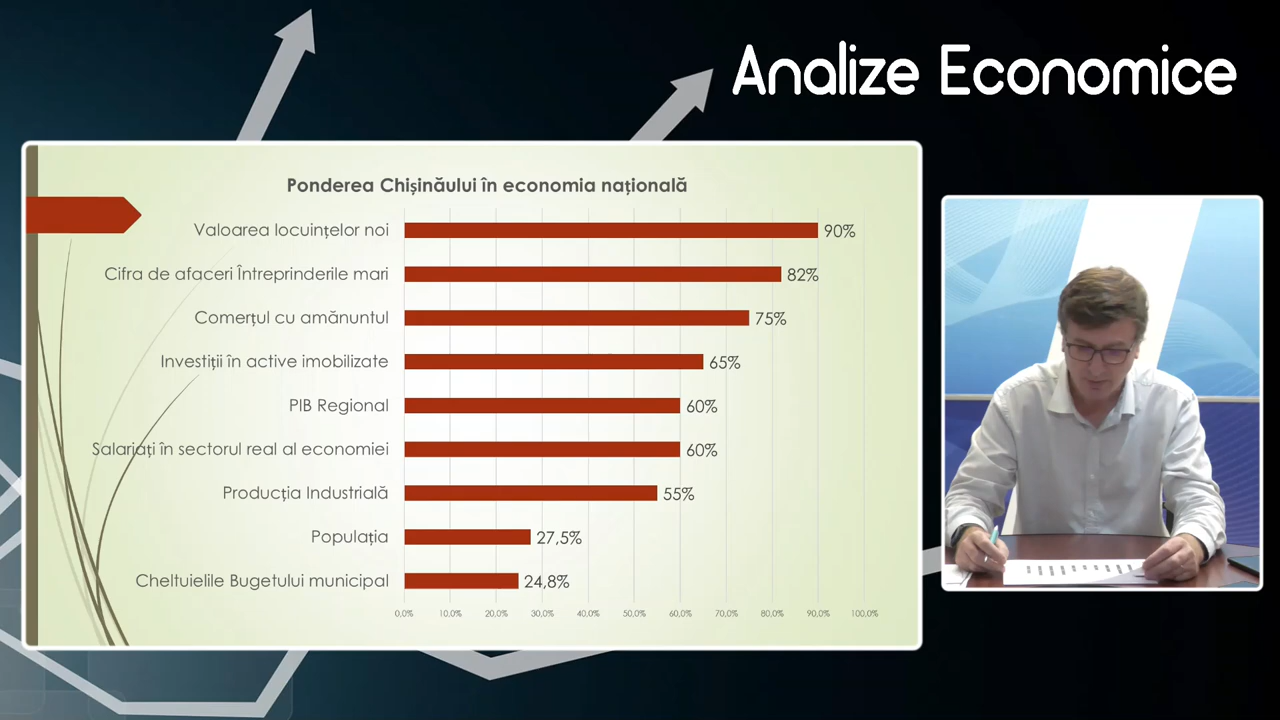 Analize Economice
Ponderea Chișinăului în economia națională
Valoarea locuințelor noi 90%
Cifra de afaceri Întreprinderile mari 82%
Comerțul cu amănuntul 75%
Investiții în active imobilizate 65%
PIB Regional 60%
Salariați în sectorul real al economiei 60%
Producția Industrială 55%
Populația 27,5%
Cheltuielile Bugetului municipal 24,8%
0,0% 10,0% 20,0% 30,0% 40,0% 50,0% 60,0% 70,0% 80,0% 90,0% 100,0%